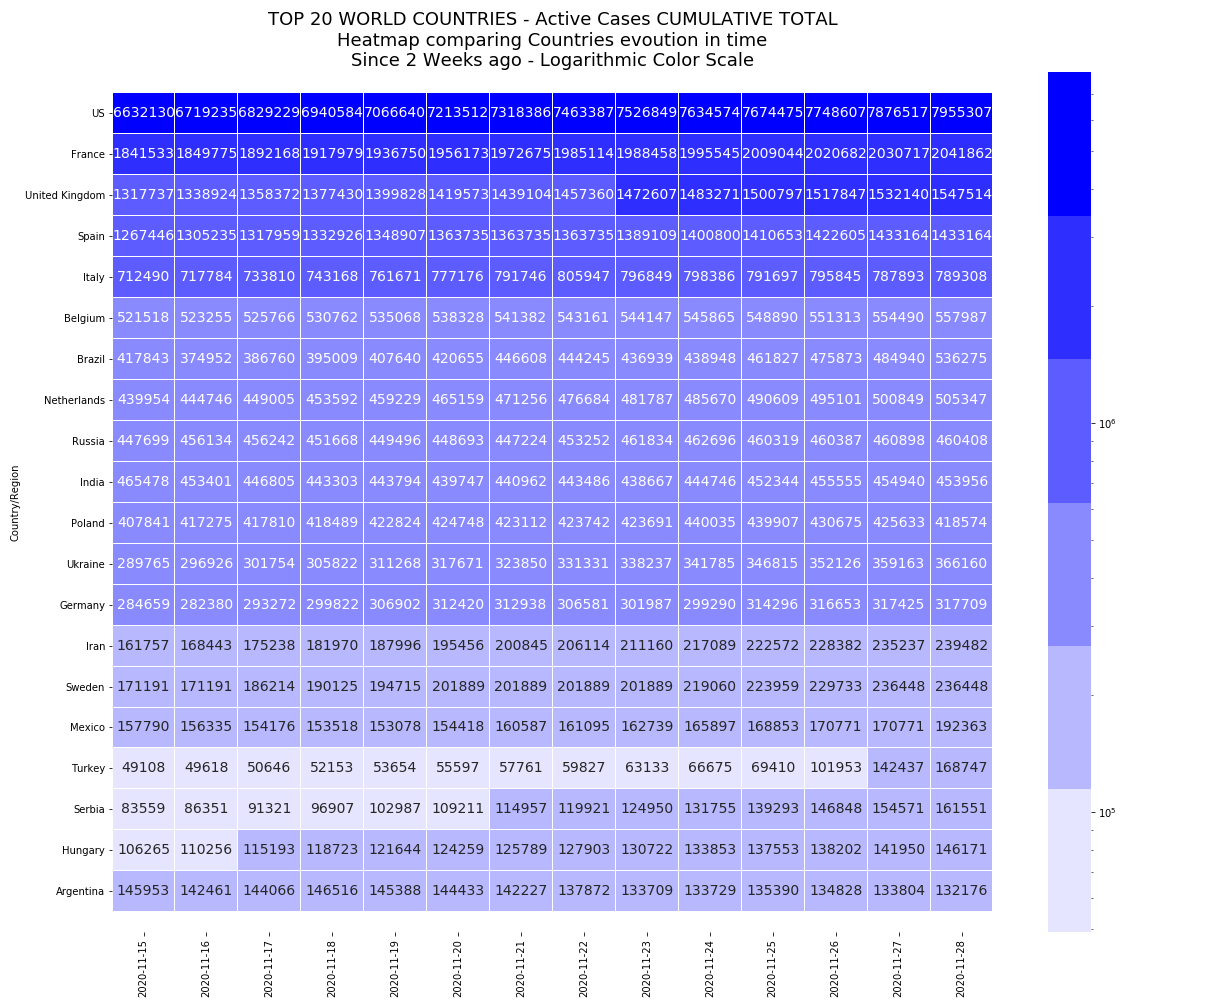 TOP 20 WORLD COUNTRIES - Active Cases CUMULATIVE TOTAL
Heatmap comparing Countries evoution in time
Since 2 Weeks ago - Logarithmic Color Scale
Country/Region
US 6632130 6719235 6829229 6940584 7066640 7213512 7318386 7463387 7526849 7634574 7674475 7748607 7876517 7955307
France 1841533 1849775 1892168 1917979 1936750 1956173 1972675 1985114 1988458 1995545 2009044 2020682 2030717 2041862
United Kingdom 1317737 1338924 1358372 1377430 1399828 1419573 1439104 1457360 1472607 1483271 1500797 1517847 1532140 1547514
Spain 1267446 1305235 1317959 1332926 1348907 1363735 1363735 1363735 1389109 1400800 1410653 1422605 1433164 1433164
Italy 712490 717784 733810 743168 761671 777176 791746 805947 796849 798386 791697 795845 787893 789308
Belgium 521518 523255 525766 530762 535068 538328 541382 543161 544147 545865 548890 551313 554490 557987
Brazil 417843 374952 386760 395009 407640 420655 446608 444245 436939 438948 461827 475873 484940 536275
Netherlands 439954 444746 449005 453592 459229 465159 471256 476684 481787 485670 490609 495101 500849 505347
Russia 447699 456134 456242 451668 449496 448693 447224 453252 461834 462696 460319 460387 460898 460408
India 465478 453401 446805 443303 443794 439747 440962 443486 438667 444746 452344 455555 454940 453956
Poland 407841 417275 417810 418489 422824 424748 423112 423742 423691 440035 439907 430675 425633 418574
Ukraine 289765 296926 301754 305822 311268 317671 323850 331331 338237 341785 346815 352126 359163 366160
Germany 284659 282380 293272 299822 306902 312420 312938 306581 301987 299290 314296 316653 317425 317709
Iran 161757 168443 175238 181970 187996 195456 200845 206114 211160 217089 222572 228382 235237 239482
Sweden 171191 171191 186214 190125 194715 201889 201889 201889 201889 219060 223959 229733 236448 236448
Mexico 157790 156335 154176 153518 153078 154418 160587 161095 162739 165897 168853 170771 170771 192363
Turkey 49108 49618 50646 52153 53654 55597 57761 59827 63133 66675 69410 101953 142437 168747
Serbia 83559 86351 91321 96907 102987 109211 114957 119921 124950 131755 139293 146848 154571 161551
Hungary 106265 110256 115193 118723 121644 124259 125789 127903 130722 133853 137553 138202 141950 146171
Argentina 145953 142461 144066 146516 145388 144433 142227 137872 133709 133729 135390 134828 133804 132176
2020-11-15 2020-11-16 2020-11-17 2020-11-18 2020-11-19 2020-11-20 2020-11-21 2020-11-22 2020-11-23 2020-11-24 2020-11-25 2020-11-26 2020-11-27 2020-11-28
10⁶
10⁵